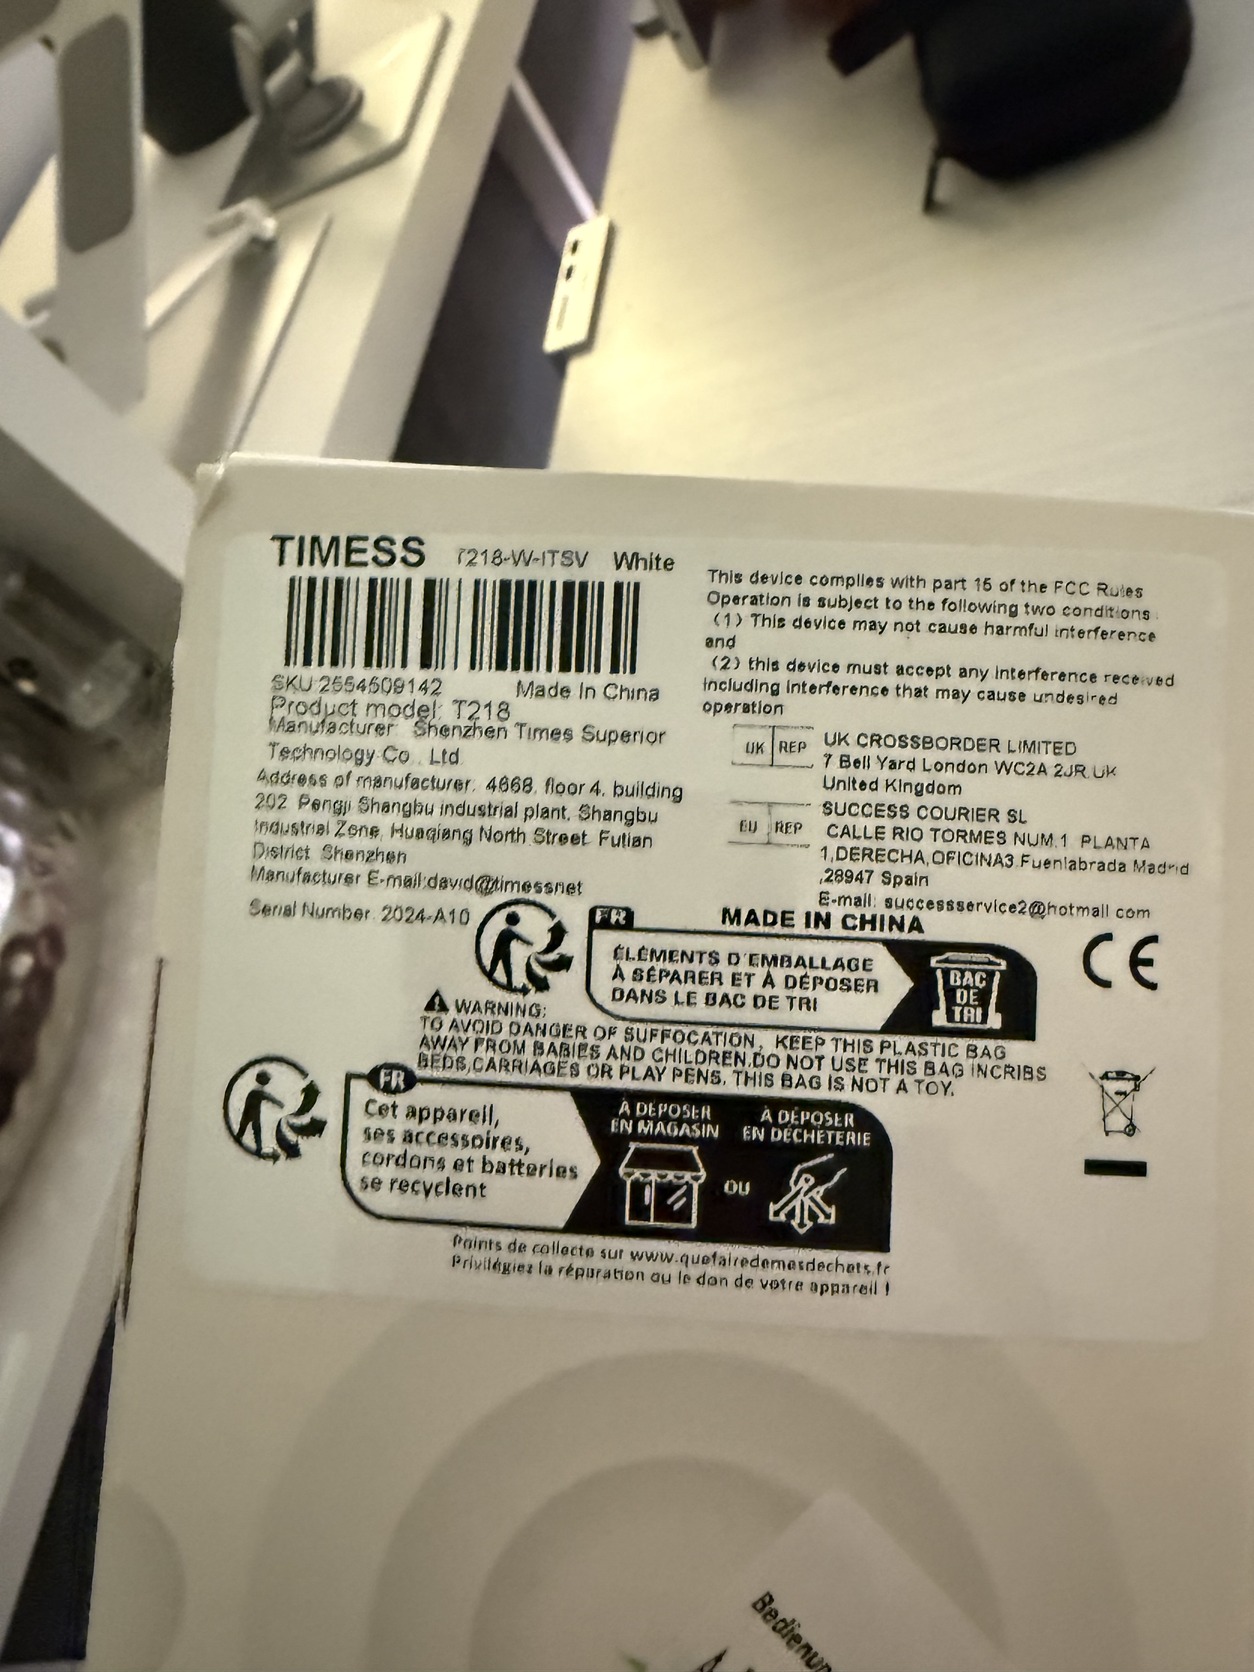 TIMESS 7218-W-ITSV White
SKU:2554509142 Made In China
Product model: T218
Manufacturer: Shenzhen Times Superior
Technology Co., Ltd
Address of manufacturer: 4868, floor 4, building
202, Pengji Shangbu industrial plant, Shangbu
Industrial Zone, Huaqiang North Street, Futian
District, Shenzhen
Manufacturer E-mail:david@timessnet
Serial Number: 2024-A10
This device complies with part 15 of the FCC Rules
Operation is subject to the following two conditions
(1) This device may not cause harmful interference
and
(2) this device must accept any interference received
including interference that may cause undesired
operation
UK REP
UK CROSSBORDER LIMITED
7 Bell Yard London WC2A 2JR UK
United Kingdom
EU REP
SUCCESS COURIER SL
CALLE RIO TORMES NUM.1 PLANTA
1,DERECHA,OFICINA3.Fuenlabrada Madrid
,28947 Spain
E-mail: successservice2@hotmail com
FR
MADE IN CHINA
ÉLÉMENTS D'EMBALLAGE
À SÉPARER ET À DÉPOSER
DANS LE BAC DE TRI
BAC
DE
TRI
CE
WARNING:
TO AVOID DANGER OF SUFFOCATION, KEEP THIS PLASTIC BAG
AWAY FROM BABIES AND CHILDREN.DO NOT USE THIS BAG INCRIBS
BEDS,CARRIAGES OR PLAY PENS. THIS BAG IS NOT A TOY.
FR
Cet appareil,
ses accessoires,
cordons et batteries
se recyclent
À DÉPOSER
EN MAGASIN
OU
À DÉPOSER
EN DÉCHÈTERIE
Points de collecte sur www.quefairedemesdechets.fr
Privilégiez la réparation ou le don de votre appareil !